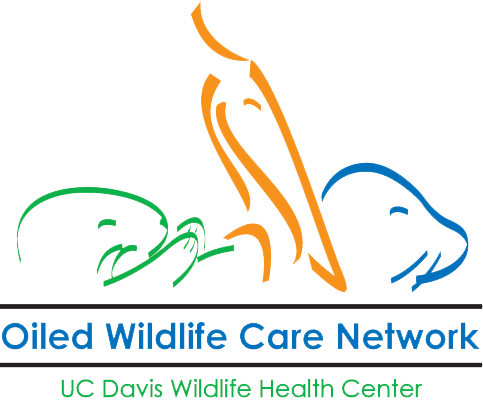 Oiled Wildlife Care Network
UC Davis Wildlife Health Center